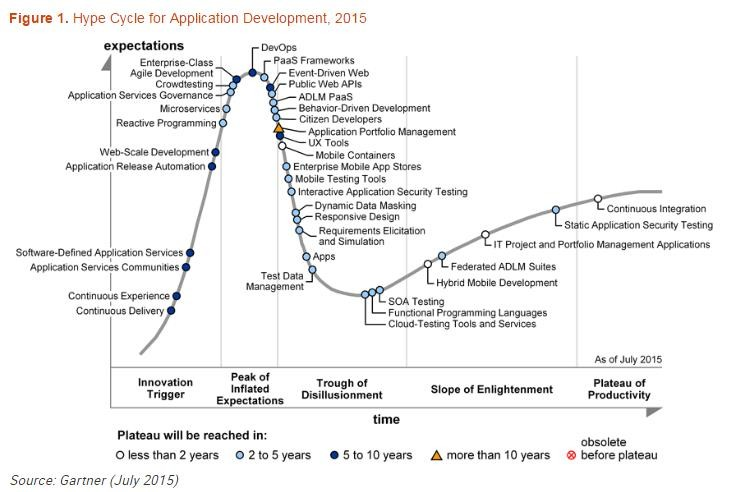 Figure 1. Hype Cycle for Application Development, 2015
expectations
DevOps
Enterprise-Class
Agile Development
Crowdtesting
Application Services Governance
Microservices
Reactive Programming
Web-Scale Development
Application Release Automation
Software-Defined Application Services
Application Services Communities
Continuous Experience
Continuous Delivery
PaaS Frameworks
Event-Driven Web
Public Web APIs
ADLM PaaS
Behavior-Driven Development
Citizen Developers
Application Portfolio Management
UX Tools
Mobile Containers
Enterprise Mobile App Stores
Mobile Testing Tools
Interactive Application Security Testing
Dynamic Data Masking
Responsive Design
Requirements Elicitation
and Simulation
Apps
Test Data
Management
SOA Testing
Functional Programming Languages
Cloud-Testing Tools and Services
Hybrid Mobile Development
Federated ADLM Suites
IT Project and Portfolio Management Applications
Static Application Security Testing
Continuous Integration
As of July 2015
Innovation
Trigger
Peak of
Inflated
Expectations
Trough of
Disillusionment
Slope of Enlightenment
Plateau of
Productivity
time
Plateau will be reached in:
less than 2 years
2 to 5 years
5 to 10 years
more than 10 years
obsolete
before plateau
Source: Gartner (July 2015)